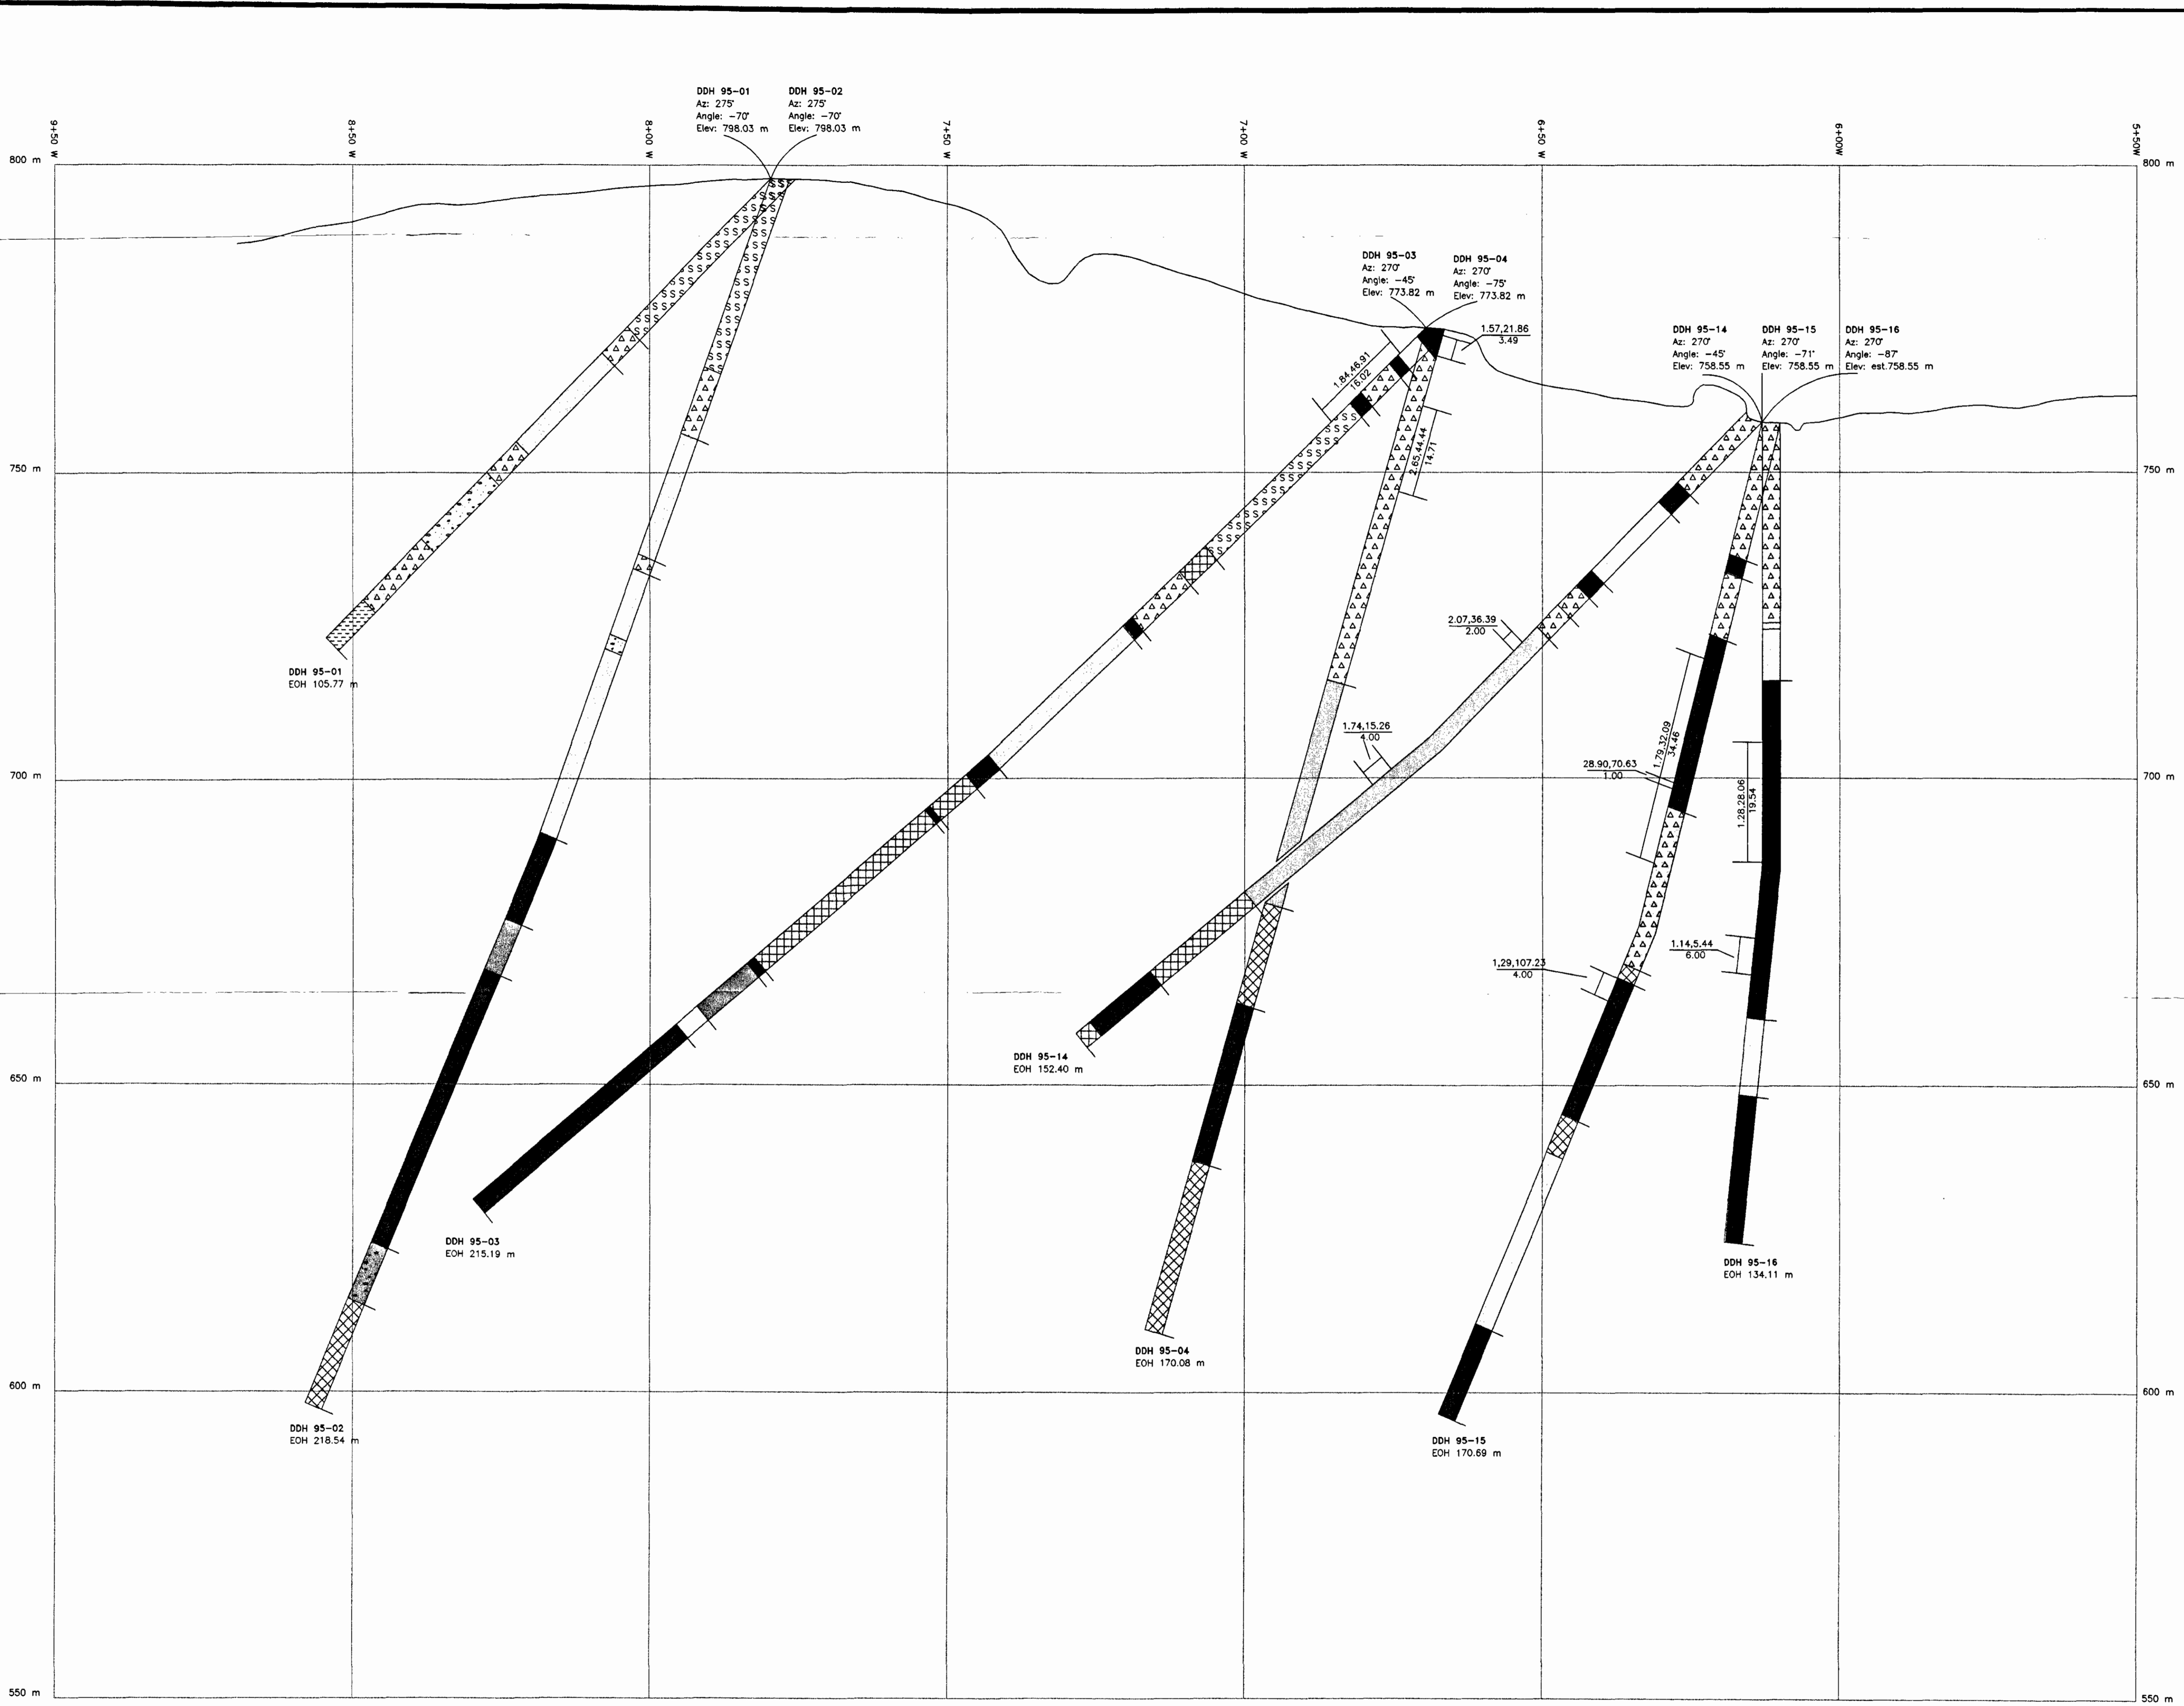 DDH 95-01
Az: 275°
Angle: -70°
Elev: 798.03 m
DDH 95-02
Az: 275°
Angle: -70°
Elev: 798.03 m
9+50 W
8+50 W
8+00 W
7+50 W
7+00 W
6+50 W
6+00W
5+50W
800 m
800 m
DDH 95-03
Az: 270°
Angle: -45°
Elev: 773.82 m
DDH 95-04
Az: 270°
Angle: -75°
Elev: 773.82 m
1.57,21.86
3.49
DDH 95-14
Az: 270°
Angle: -45°
Elev: 758.55 m
DDH 95-15
Az: 270°
Angle: -71°
Elev: 758.55 m
DDH 95-16
Az: 270°
Angle: -87°
Elev: est.758.55 m
1.84,46.91
16.02
2.65,44.44
14.71
750 m
750 m
2.07,36.39
2.00
DDH 95-01
EOH 105.77 m
1.74,15.26
4.00
1.79,32.09
34.46
28.90,70.63
1.00
700 m
700 m
1.28,28.06
19.54
1.14,5.44
6.00
1,29,107.23
4.00
DDH 95-14
EOH 152.40 m
650 m
650 m
DDH 95-03
EOH 215.19 m
DDH 95-16
EOH 134.11 m
DDH 95-04
EOH 170.08 m
600 m
600 m
DDH 95-02
EOH 218.54 m
DDH 95-15
EOH 170.69 m
550 m
550 m